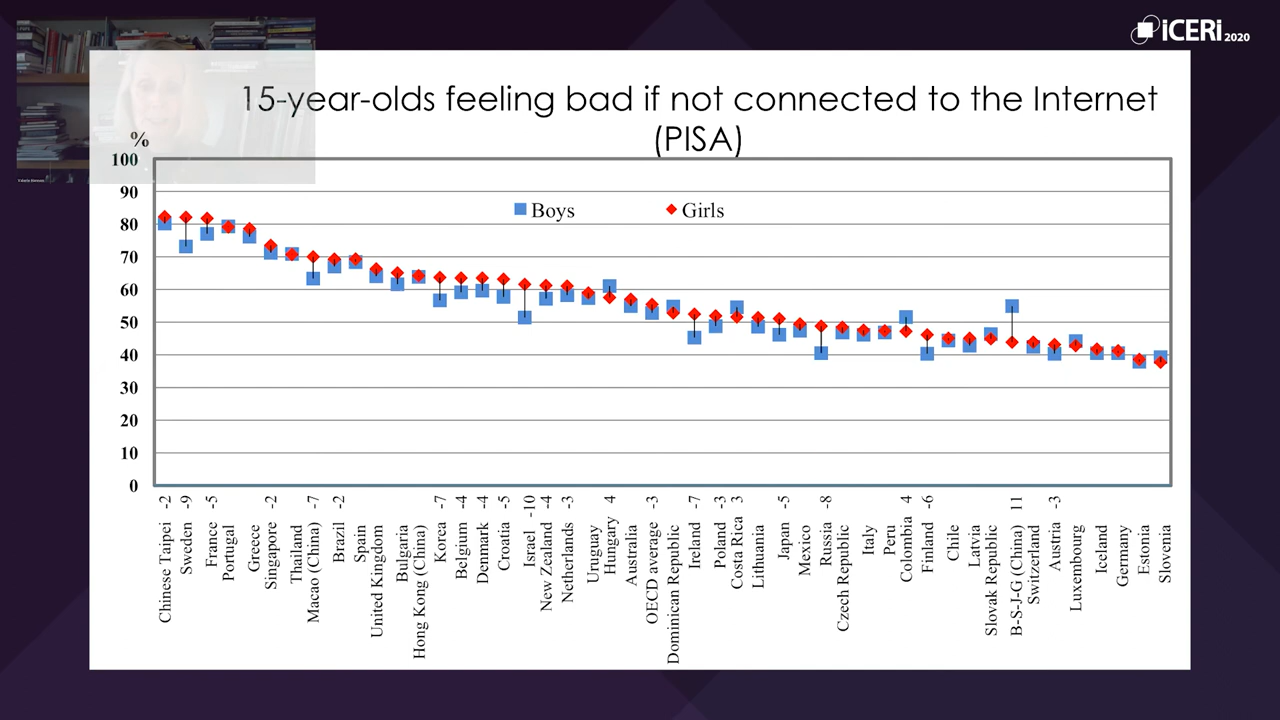 iCERi 2020
15-year-olds feeling bad if not connected to the Internet
(PISA)
%
100
90
80
70
60
50
40
30
20
10
0
Boys
Girls
Chinese Taipei -2
Sweden -9
France -5
Portugal
Greece
Singapore -2
Thailand
Macao (China) -7
Brazil -2
Spain
United Kingdom
Bulgaria
Hong Kong (China)
Korea -7
Belgium -4
Denmark -4
Croatia -5
Israel -10
New Zealand -4
Netherlands -3
Uruguay
Hungary 4
Australia
OECD average -3
Dominican Republic
Ireland -7
Poland -3
Costa Rica 3
Lithuania
Japan -5
Mexico
Russia -8
Czech Republic
Italy
Peru
Colombia 4
Finland -6
Chile
Latvia
Slovak Republic
B-S-J-G (China) 11
Switzerland
Austria -3
Luxembourg
Iceland
Germany
Estonia
Slovenia